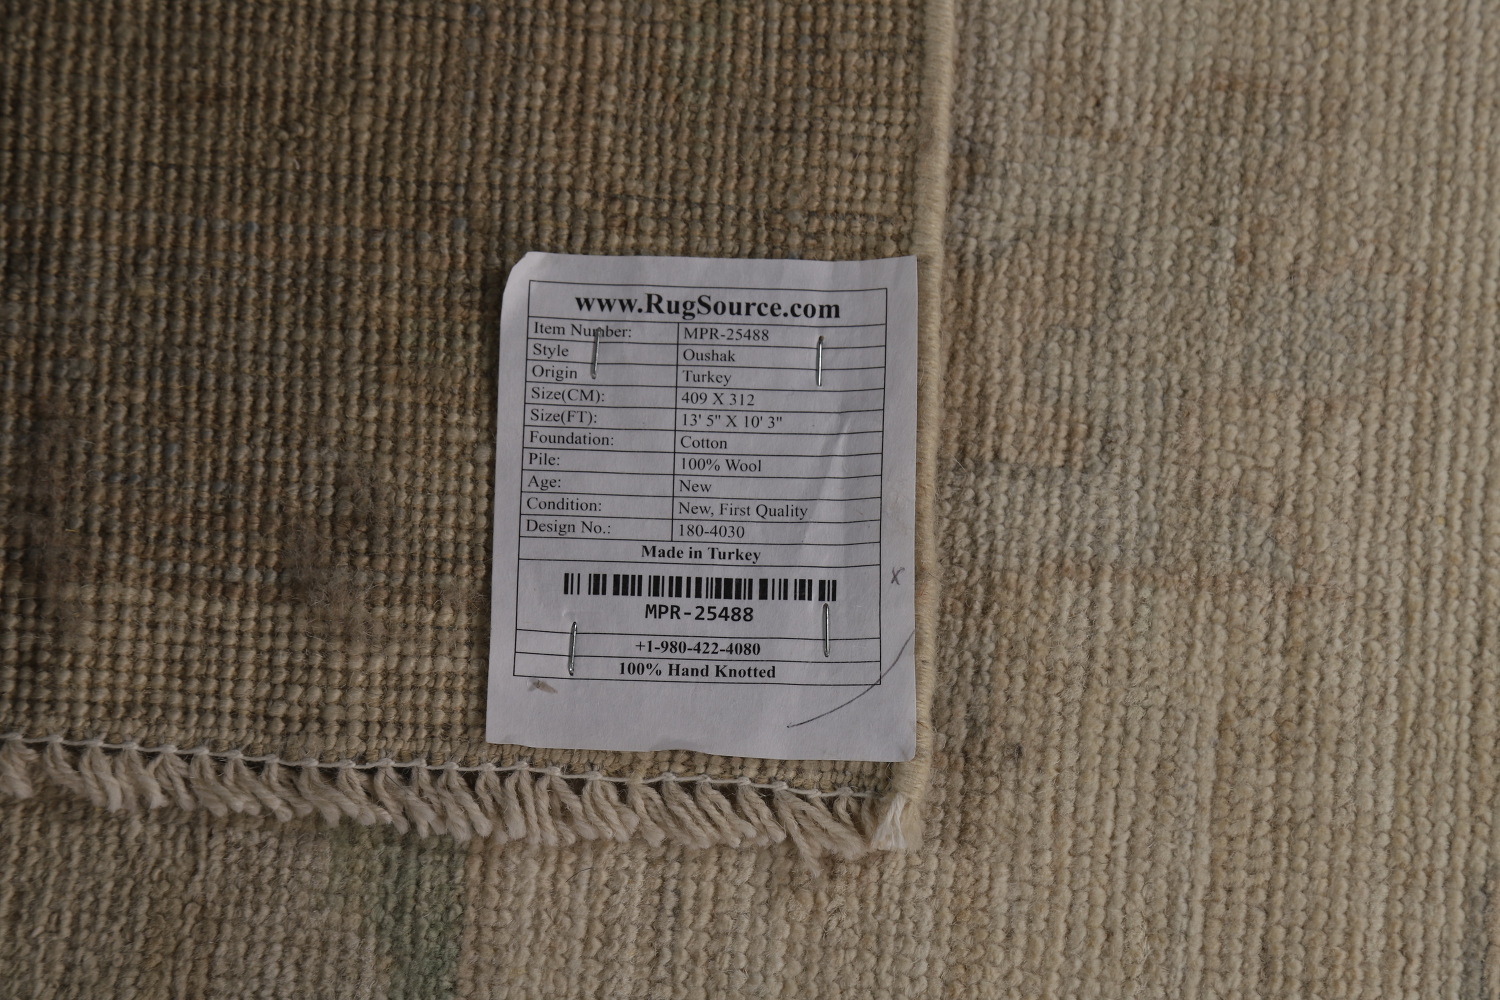 www.RugSource.com
Item Number: MPR-25488
Style Oushak
Origin Turkey
Size(CM): 409 X 312
Size(FT): 13' 5" X 10' 3"
Foundation: Cotton
Pile: 100% Wool
Age: New
Condition: New, First Quality
Design No.: 180-4030
Made in Turkey
MPR-25488
+1-980-422-4080
100% Hand Knotted
X